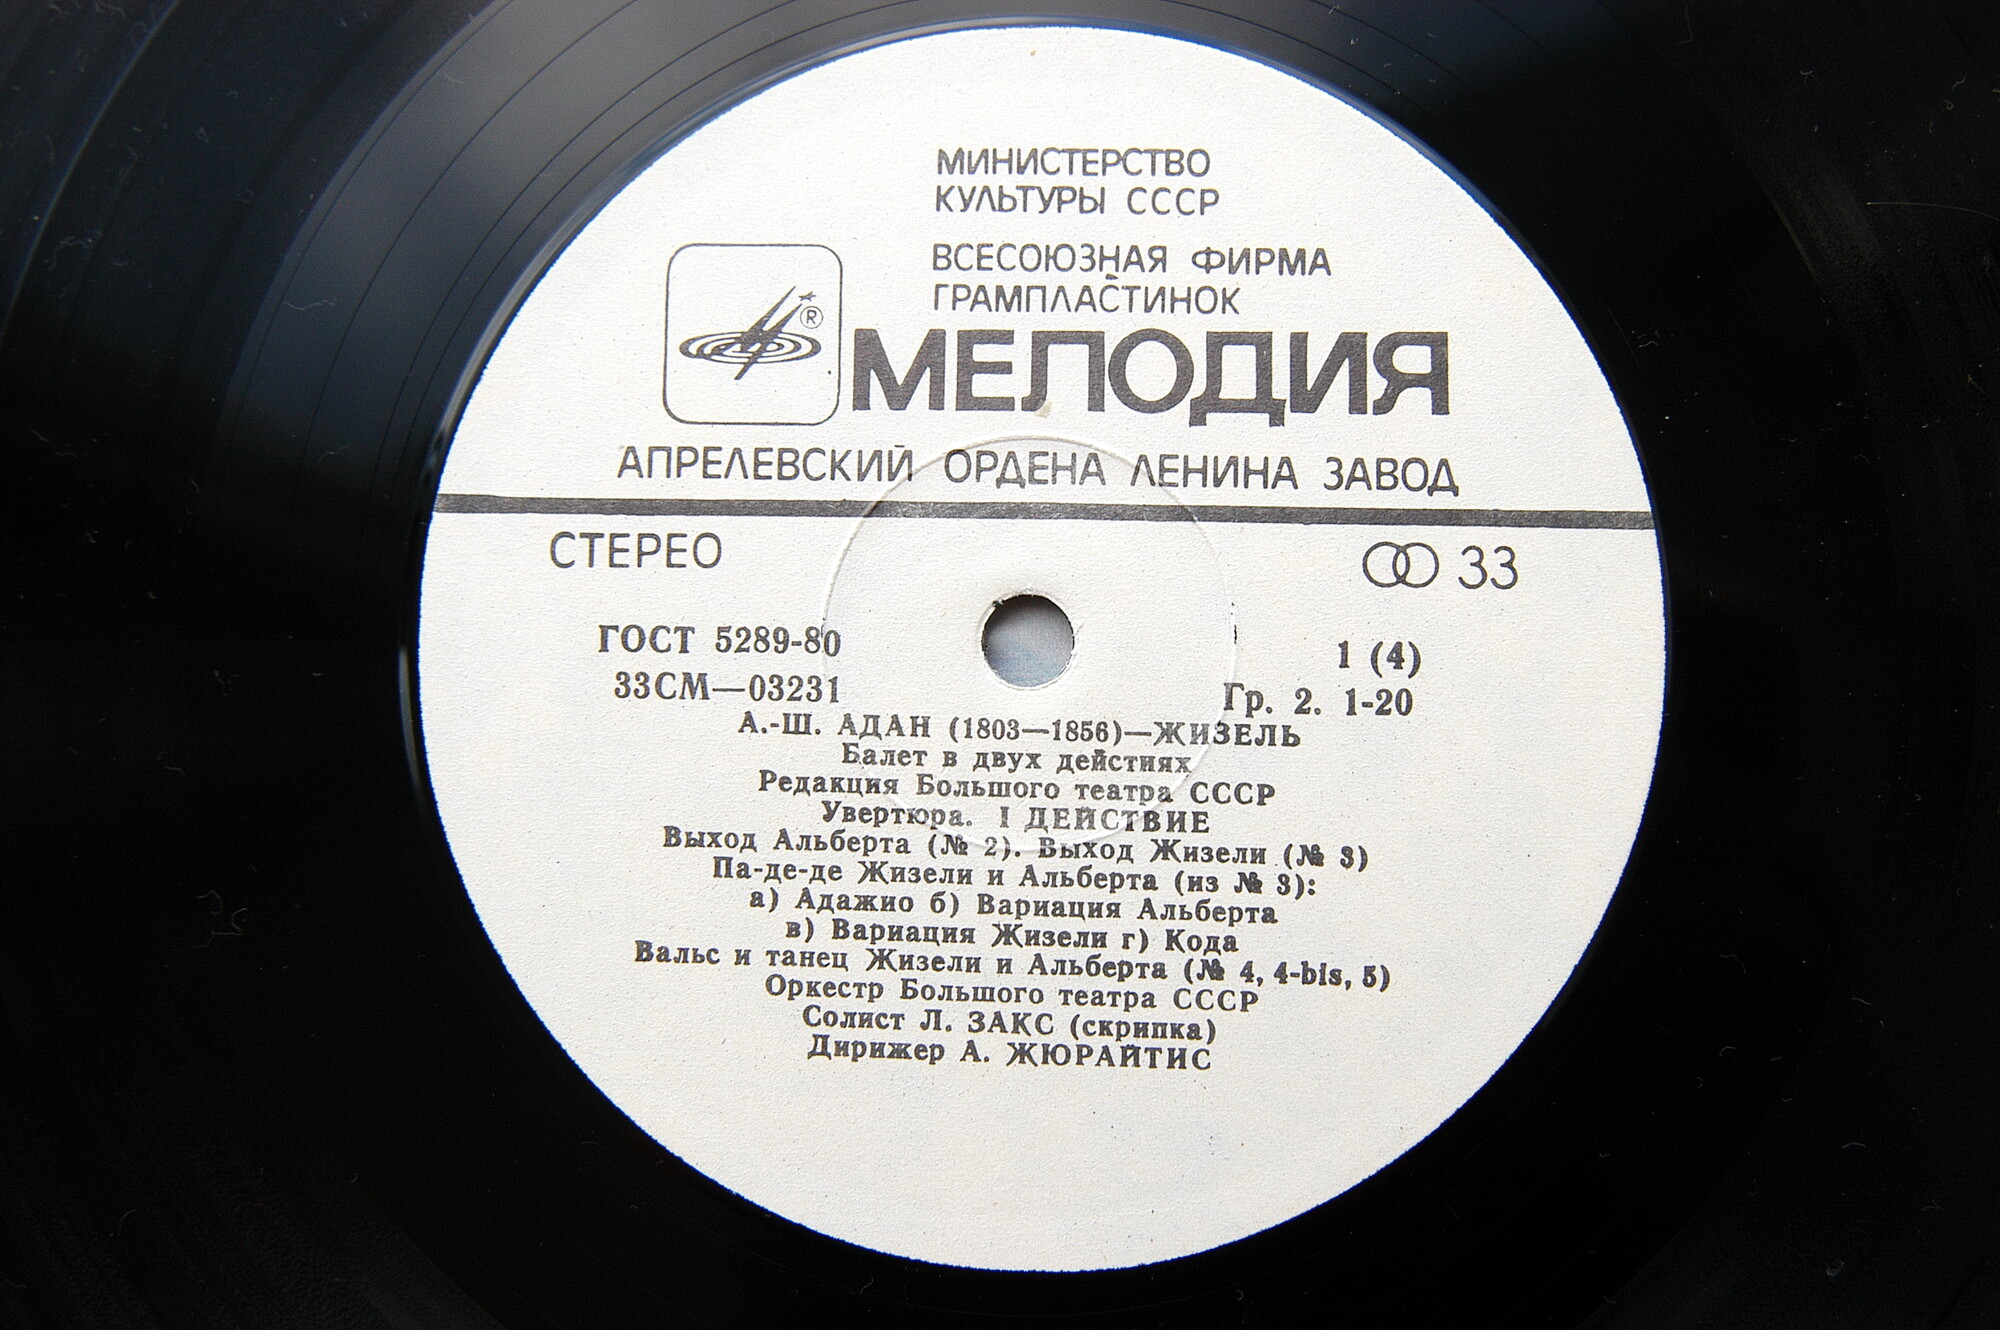 МИНИСТЕРСТВО
КУЛЬТУРЫ СССР
ВСЕСОЮЗНАЯ ФИРМА
ГРАМПЛАСТИНОК
®
МЕЛОДИЯ
АПРЕЛЕВСКИЙ ОРДЕНА ЛЕНИНА ЗАВОД
СТЕРЕО
33
ГОСТ 5289-80
1 (4)
33СМ—03231
Гр. 2. 1-20
А.-Ш. АДАН (1803—1856)—ЖИЗЕЛЬ
Балет в двух действиях
Редакция Большого театра СССР
Увертюра. I ДЕЙСТВИЕ
Выход Альберта (№ 2). Выход Жизели (№ 3)
Па-де-де Жизели и Альберта (из № 3):
а) Адажио б) Вариация Альберта
в) Вариация Жизели г) Кода
Вальс и танец Жизели и Альберта (№ 4, 4-bis, 5)
Оркестр Большого театра СССР
Солист Л. ЗАКС (скрипка)
Дирижер А. ЖЮРАЙТИС